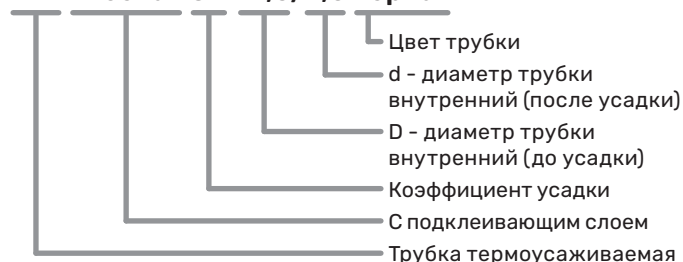 Цвет трубки
d - диаметр трубки
внутренний (после усадки)
D - диаметр трубки
внутренний (до усадки)
Коэффициент усадки
С подклеивающим слоем
Трубка термоусаживаемая